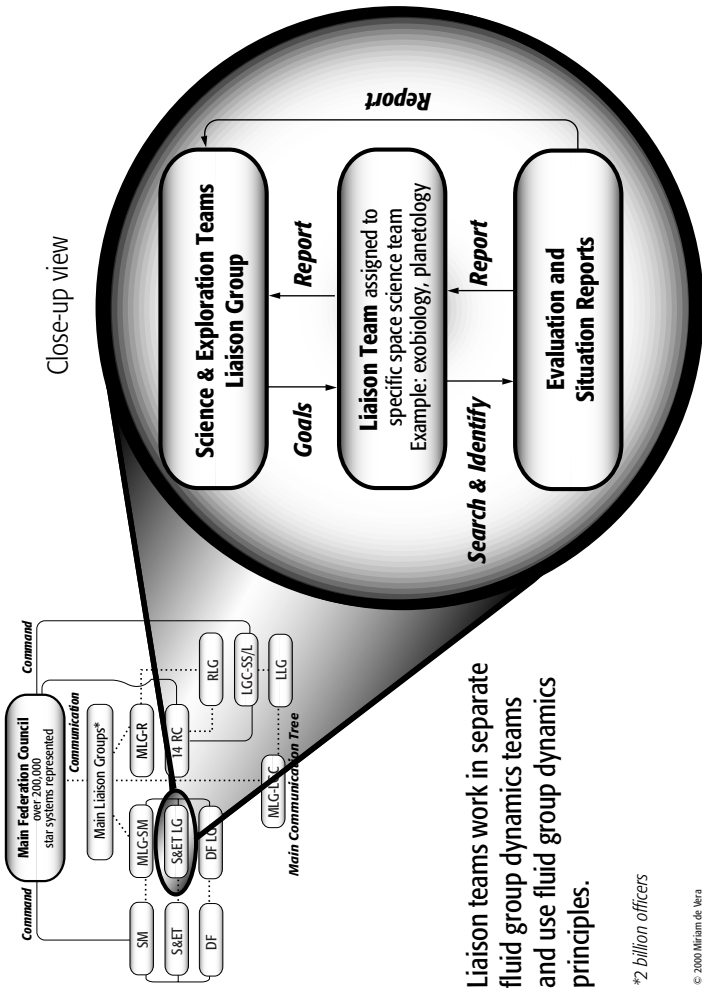 Close-up view
Main Federation Council
over 200,000
star systems represented
Command
Command
Communication
Main Liaison Groups*
SM
MLG-SM
MLG-R
S&ET
S&ET LG
14 RC
RLG
DF
DF LG
LGC-SS/L
MLG-LGC
LLG
Main Communication Tree
Science & Exploration Teams
Liaison Group
Goals
Report
Report
Liaison Team assigned to
specific space science team
Example: exobiology, planetology
Search & Identify
Report
Evaluation and
Situation Reports
Liaison teams work in separate
fluid group dynamics teams
and use fluid group dynamics
principles.
*2 billion officers
© 2000 Miriam de Vera